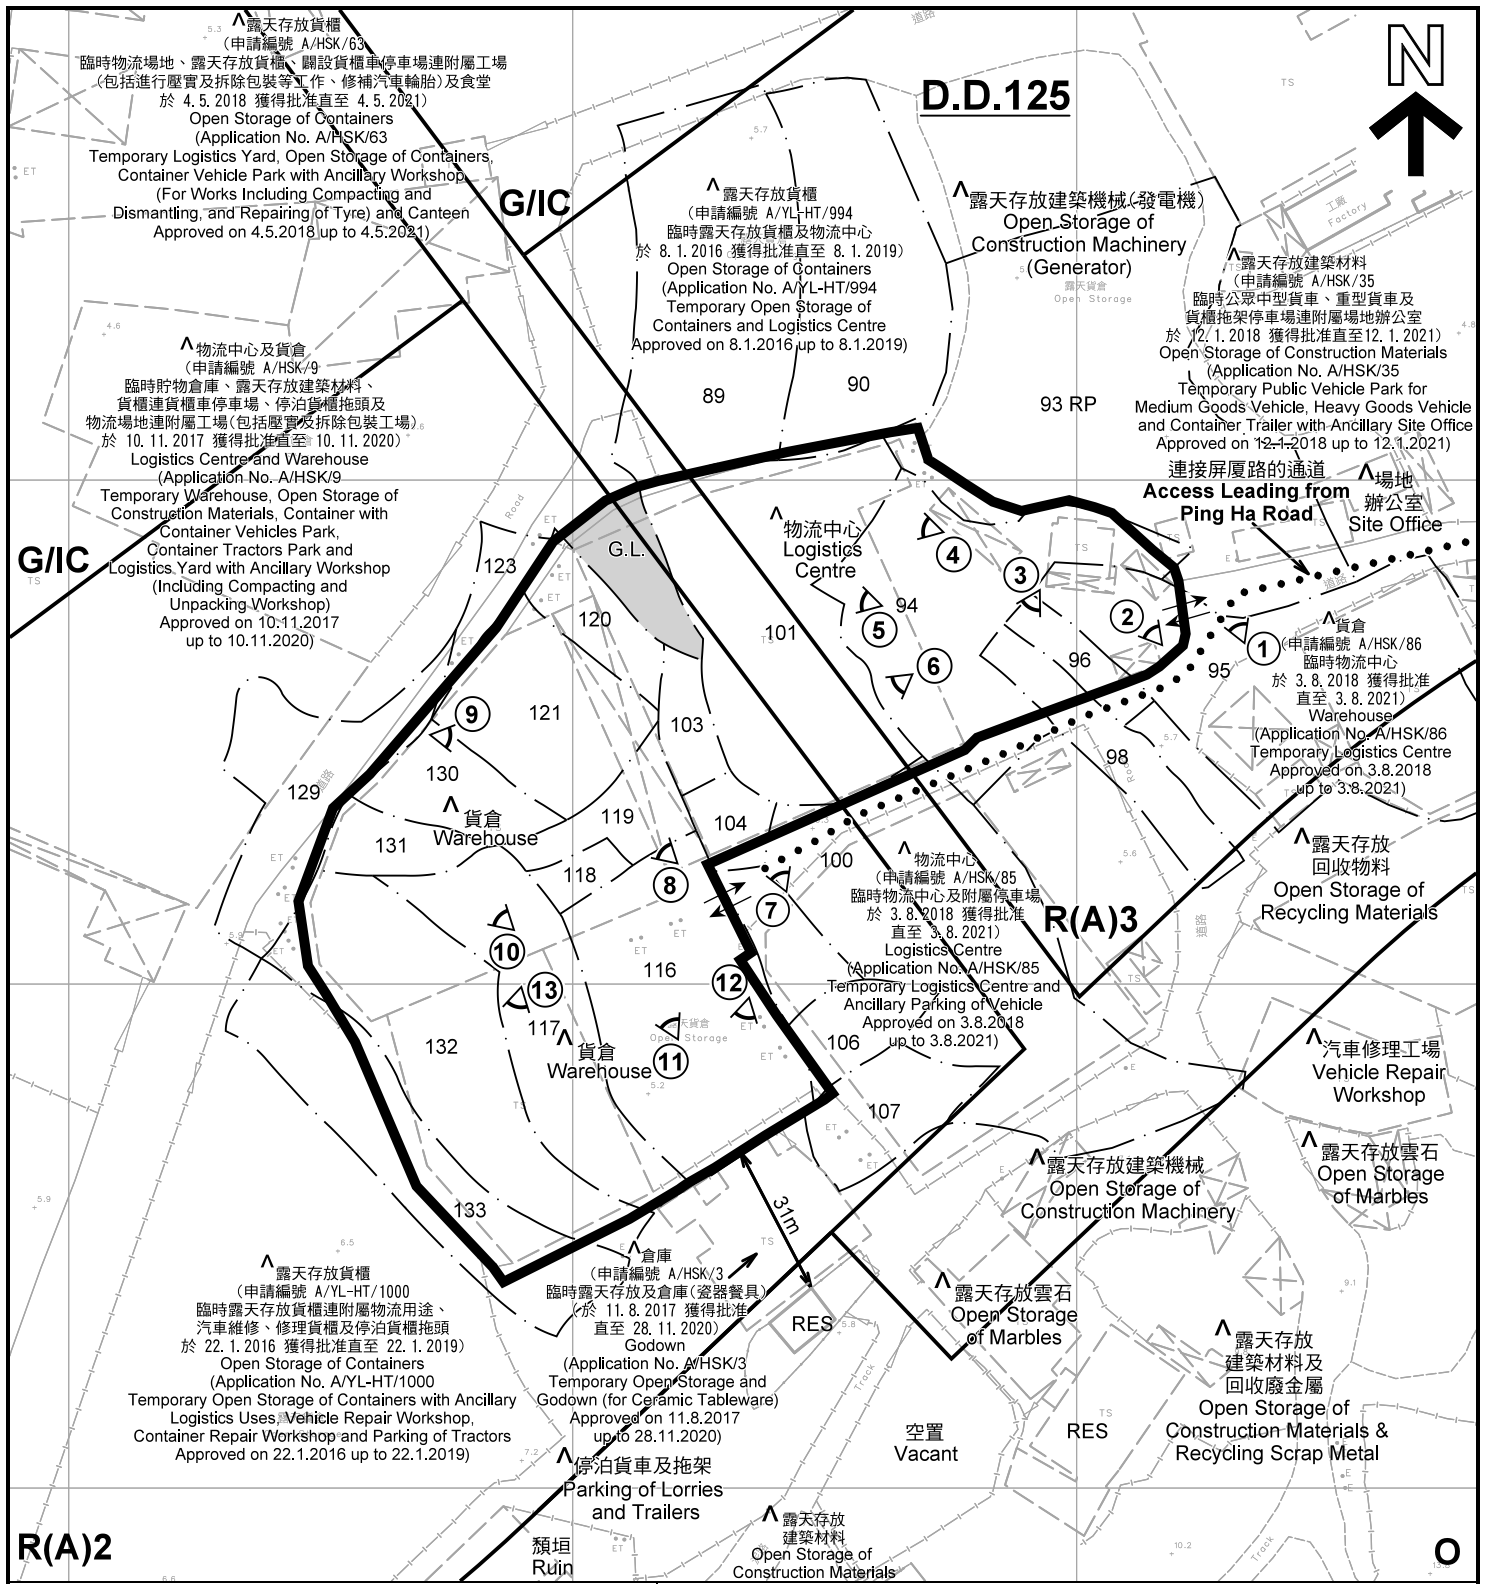 露天存放貨櫃
(申請編號 A/HSK/63
臨時物流場地、露天存放貨櫃、闢設貨櫃車停車場連附屬工場
(包括進行壓實及拆除包裝等工作、修補汽車輪胎)及食堂
於 4.5.2018 獲得批准直至 4.5.2021)
Open Storage of Containers
(Application No. A/HSK/63
Temporary Logistics Yard, Open Storage of Containers,
Container Vehicle Park with Ancillary Workshop
(For Works Including Compacting and
Dismantling, and Repairing of Tyre) and Canteen
Approved on 4.5.2018 up to 4.5.2021)
G/IC
道路
D.D.125
N
露天存放貨櫃
(申請編號 A/YL-HT/994
臨時露天存放貨櫃及物流中心
於 8.1.2016 獲得批准直至 8.1.2019)
Open Storage of Containers
(Application No. A/YL-HT/994
Temporary Open Storage of
Containers and Logistics Centre
Approved on 8.1.2016 up to 8.1.2019)
露天存放建築機械(發電機)
Open Storage of
Construction Machinery
(Generator)
露天貨倉
Open Storage
工廠
Factory
露天存放建築材料
(申請編號 A/HSK/35
臨時公眾中型貨車、重型貨車及
貨櫃拖架停車場連附屬場地辦公室
於 12.1.2018 獲得批准直至12.1.2021)
Open Storage of Construction Materials
(Application No. A/HSK/35
Temporary Public Vehicle Park for
Medium Goods Vehicle, Heavy Goods Vehicle
and Container Trailer with Ancillary Site Office
Approved on 12.1.2018 up to 12.1.2021)
連接屏厦路的通道
Access Leading from
Ping Ha Road
場地
辦公室
Site Office
物流中心及貨倉
(申請編號 A/HSK/9
臨時貯物倉庫、露天存放建築材料、
貨櫃連貨櫃車停車場、停泊貨櫃拖頭及
物流場地連附屬工場(包括壓實及拆除包裝工場)
於 10.11.2017 獲得批准直至 10.11.2020)
Logistics Centre and Warehouse
(Application No. A/HSK/9
Temporary Warehouse, Open Storage of
Construction Materials, Container with
Container Vehicles Park,
Container Tractors Park and
Logistics Yard with Ancillary Workshop
(Including Compacting and
Unpacking Workshop)
Approved on 10.11.2017
up to 10.11.2020)
G/IC
Road
89
90
93 RP
G.L.
物流中心
Logistics
Centre
123
120
101
94
96
95
98
1
2
3
4
5
6
道路
貨倉
(申請編號 A/HSK/86
臨時物流中心
於 3.8.2018 獲得批准
直至 3.8.2021)
Warehouse
(Application No. A/HSK/86
Temporary Logistics Centre
Approved on 3.8.2018
up to 3.8.2021)
Road
9
121
103
130
129
道路
131
貨倉
Warehouse
119
104
118
100
8
7
10
13
12
11
116
117
132
133
貨倉
Warehouse
Open Storage
物流中心
(申請編號 A/HSK/85
臨時物流中心及附屬停車場
於 3.8.2018 獲得批准
直至 3.8.2021)
Logistics Centre
(Application No. A/HSK/85
Temporary Logistics Centre and
Ancillary Parking of Vehicle
Approved on 3.8.2018
up to 3.8.2021)
R(A)3
道路
106
107
露天存放
回收物料
Open Storage of
Recycling Materials
汽車修理工場
Vehicle Repair
Workshop
露天存放雲石
Open Storage
of Marbles
露天存放建築機械
Open Storage of
Construction Machinery
31m
露天存放貨櫃
(申請編號 A/YL-HT/1000
臨時露天存放貨櫃連附屬物流用途、
汽車維修、修理貨櫃及停泊貨櫃拖頭
於 22.1.2016 獲得批准直至 22.1.2019)
Open Storage of Containers
(Application No. A/YL-HT/1000
Temporary Open Storage of Containers with Ancillary
Logistics Uses, Vehicle Repair Workshop,
Container Repair Workshop and Parking of Tractors
Approved on 22.1.2016 up to 22.1.2019)
倉庫
(申請編號 A/HSK/3
臨時露天存放及倉庫(瓷器餐具)
於 11.8.2017 獲得批准
直至 28.11.2020)
Godown
(Application No. A/HSK/3
Temporary Open Storage and
Godown (for Ceramic Tableware)
Approved on 11.8.2017
up to 28.11.2020)
RES
露天存放雲石
Open Storage
of Marbles
露天存放
建築材料及
回收廢金屬
Open Storage of
Construction Materials &
Recycling Scrap Metal
Track
空置
Vacant
RES
停泊貨車及拖架
Parking of Lorries
and Trailers
R(A)2
頹垣
Ruin
露天存放
建築材料
Open Storage of
Construction Materials
Track
O